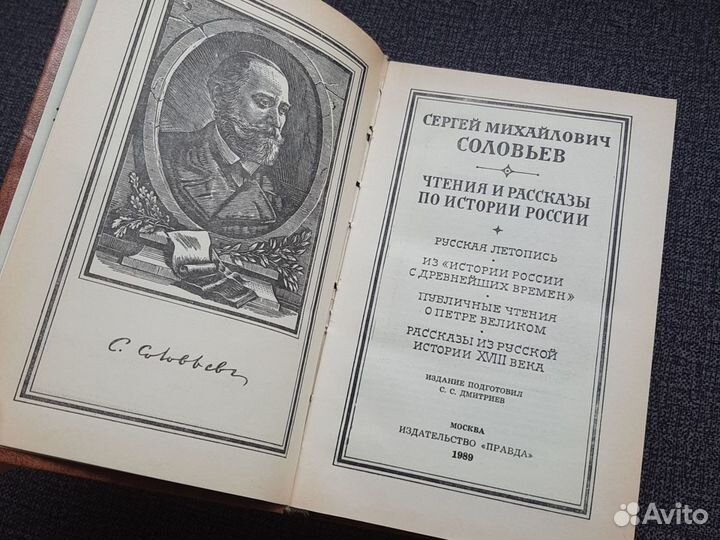 С. Соловьев
СЕРГЕЙ МИХАЙЛОВИЧ
СОЛОВЬЕВ
ЧТЕНИЯ И РАССКАЗЫ
ПО ИСТОРИИ РОССИИ
РУССКАЯ ЛЕТОПИСЬ
ИЗ «ИСТОРИИ РОССИИ
С ДРЕВНЕЙШИХ ВРЕМЕН»
ПУБЛИЧНЫЕ ЧТЕНИЯ
О ПЕТРЕ ВЕЛИКОМ
РАССКАЗЫ ИЗ РУССКОЙ
ИСТОРИИ XVIII ВЕКА
ИЗДАНИЕ ПОДГОТОВИЛ
С. С. ДМИТРИЕВ
МОСКВА
ИЗДАТЕЛЬСТВО «ПРАВДА»
1989
Avito